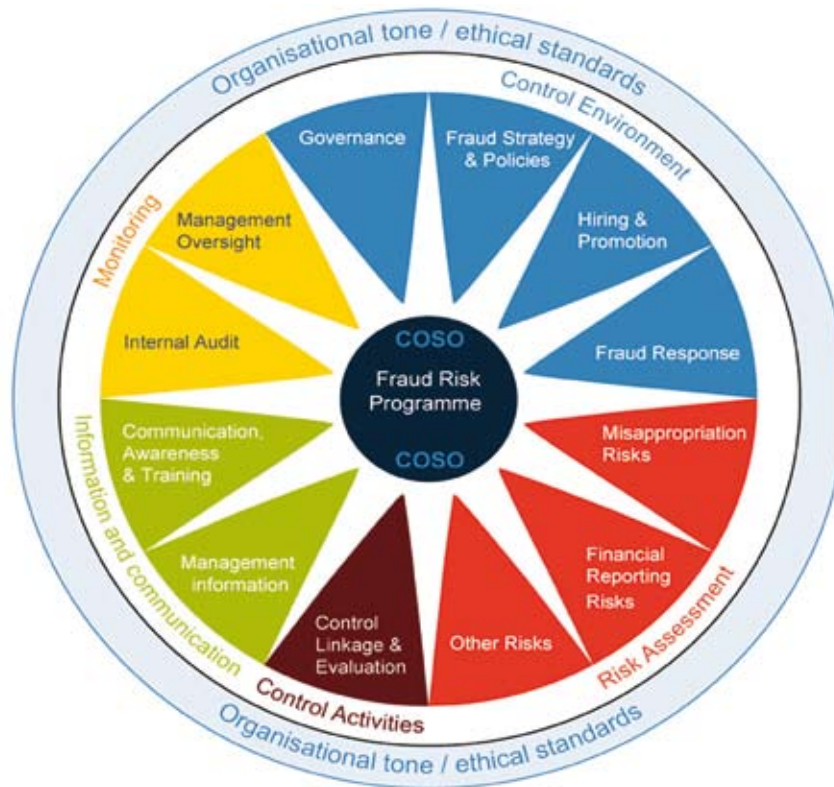 Organisational tone / ethical standards
Control Environment
Governance
Fraud Strategy
& Policies
Hiring &
Promotion
Fraud Response
Misappropriation
Risks
Financial
Reporting
Risks
Risk Assessment
Other Risks
Control
Linkage &
Evaluation
Control Activities
Management
information
Communication,
Awareness
& Training
Information and communication
Internal Audit
Management
Oversight
Monitoring
COSO
Fraud Risk
Programme
COSO
Organisational tone / ethical standards